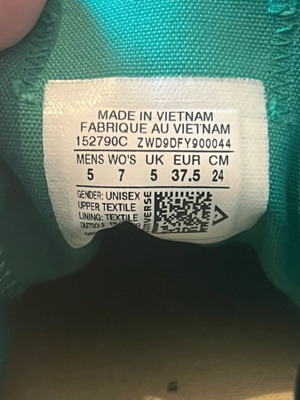 MADE IN VIETNAM
FABRIQUE AU VIETNAM
152790C ZWD9DFY900044
MENS WO'S UK EUR CM
5 7 5 37.5 24
GENDER: UNISEX
UPPER TEXTILE
LINING: TEXTILE
OUTSOLE
CONVERSE